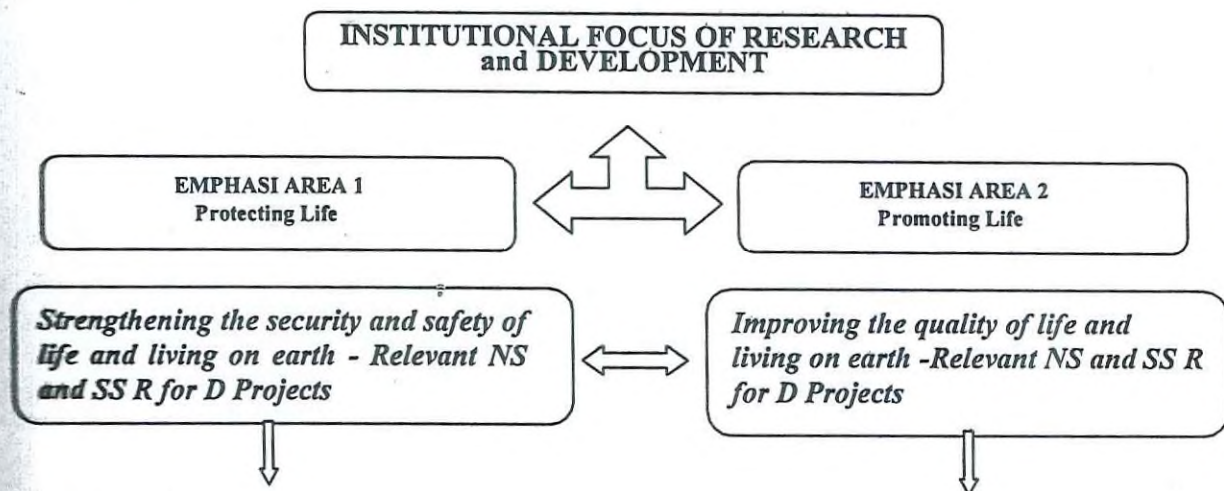 INSTITUTIONAL FOCUS OF RESEARCH
and DEVELOPMENT
EMPHASI AREA 1
Protecting Life
EMPHASI AREA 2
Promoting Life
Strengthening the security and safety of
life and living on earth - Relevant NS
and SS R for D Projects
Improving the quality of life and
living on earth -Relevant NS and SS R
for D Projects